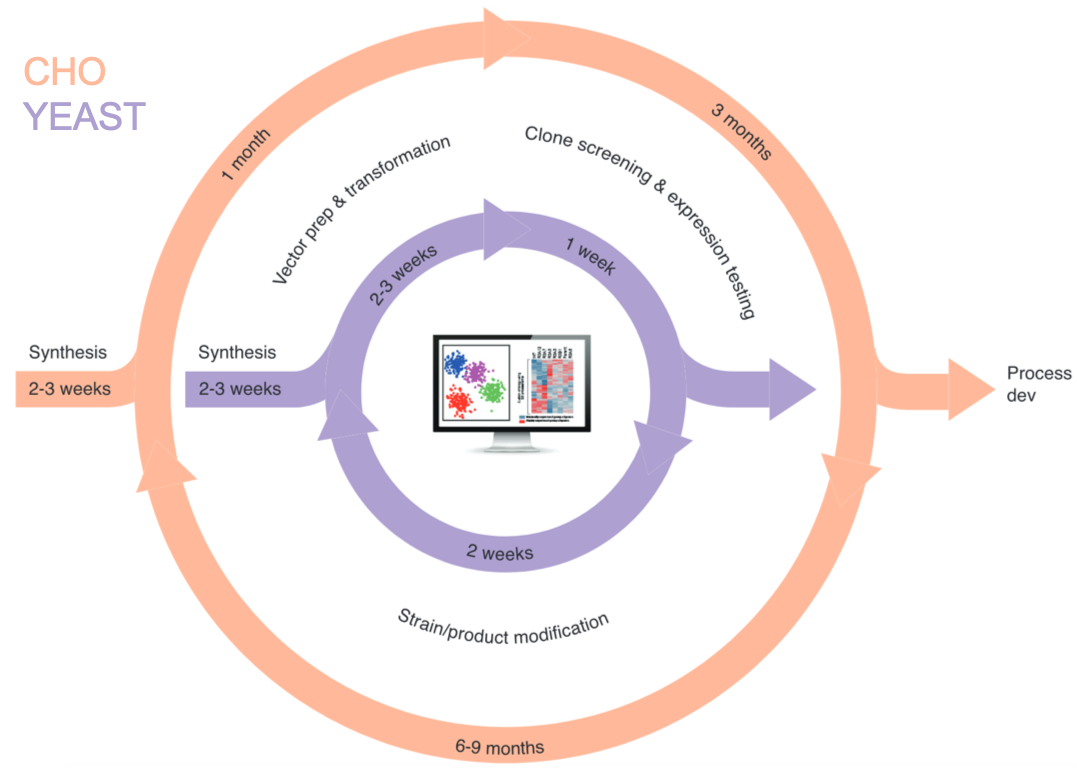 CHO
YEAST
1 month
3 months
Vector prep & transformation
Clone screening & expression testing
2-3 weeks
1 week
Synthesis
2-3 weeks
Synthesis
2-3 weeks
Process
dev
2 weeks
Strain/product modification
6-9 months